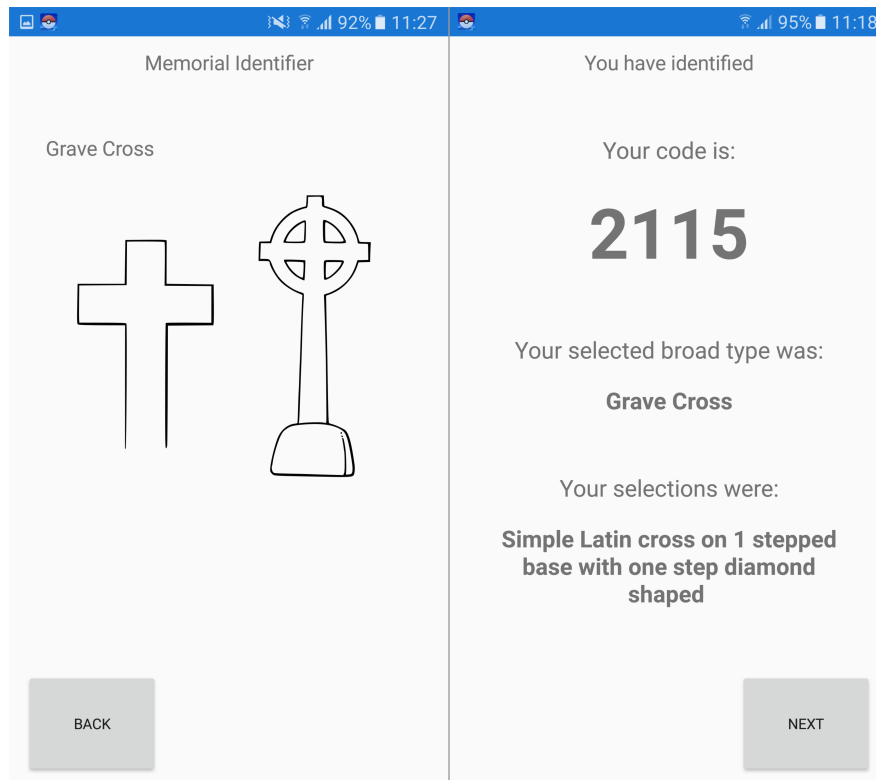 92% 11:27
Memorial Identifier
Grave Cross
BACK
95% 11:18
You have identified
Your code is:
2115
Your selected broad type was:
Grave Cross
Your selections were:
Simple Latin cross on 1 stepped
base with one step diamond
shaped
NEXT